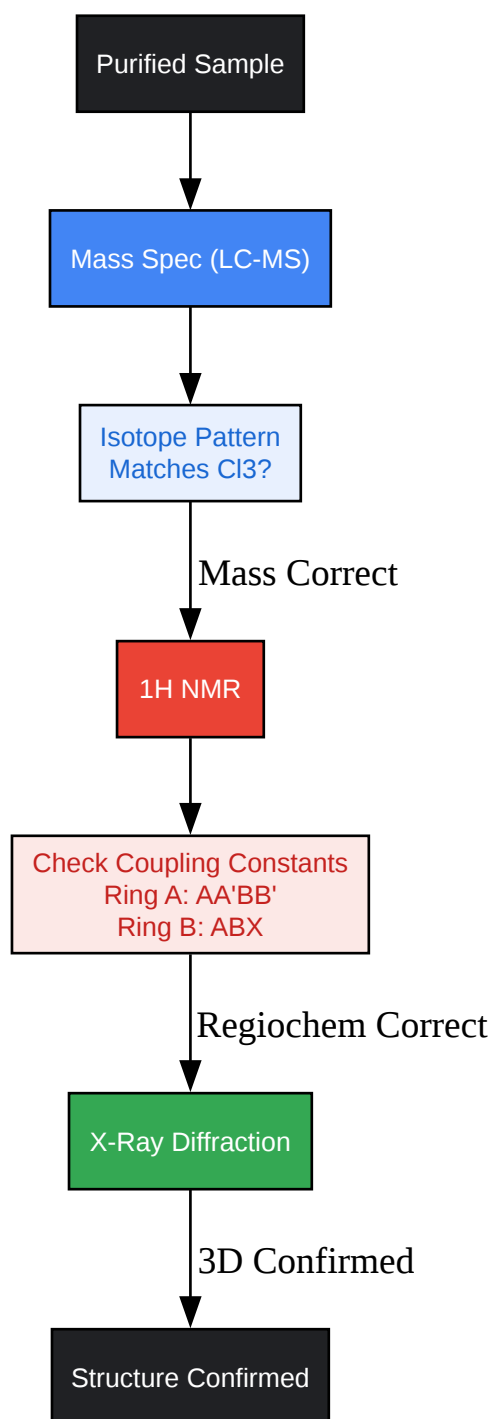 Purified Sample
Mass Spec (LC-MS)
Isotope Pattern
Matches Cl3?
Mass Correct
1H NMR
Check Coupling Constants
Ring A: AA'BB'
Ring B: ABX
Regiochem Correct
X-Ray Diffraction
3D Confirmed
Structure Confirmed